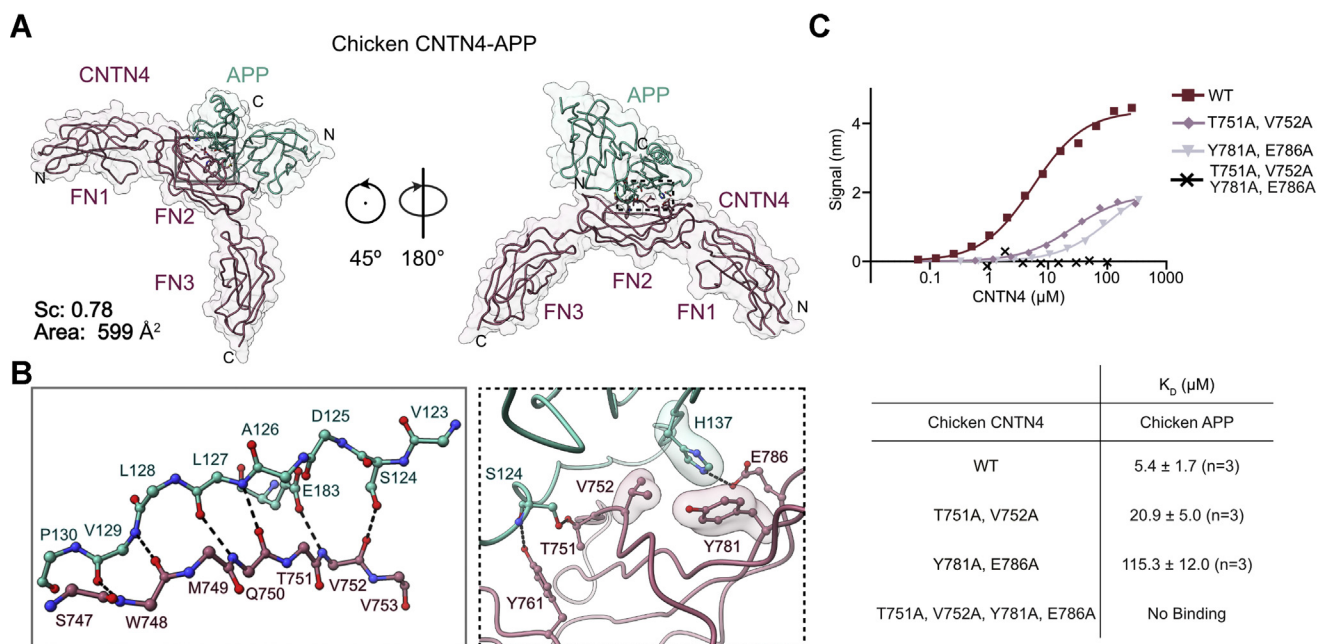 A
Chicken CNTN4-APP
CNTN4
APP
C
N
N
FN1
FN2
C
FN3
C
Sc: 0.78
Area: 599 Å²
45º
180°
APP
C
N
CNTN4
FN2
FN3
FN1
C
N
B
V123
D125
A126
L127
L128
E183
S124
P130
V129
M749
Q750
T751
V752
V753
S747
W748
H137
E786
S124
V752
T751
Y781
Y761
C
Signal (nm)
4
2
0
0.1
1
10
100
1000
CNTN4 (µM)
WT
T751A, V752A
Y781A, E786A
T751A, V752A
Y781A, E786A
K_D (µM)
Chicken CNTN4 Chicken APP
WT 5.4 ± 1.7 (n=3)
T751A, V752A 20.9 ± 5.0 (n=3)
Y781A, E786A 115.3 ± 12.0 (n=3)
T751A, V752A, Y781A, E786A No Binding